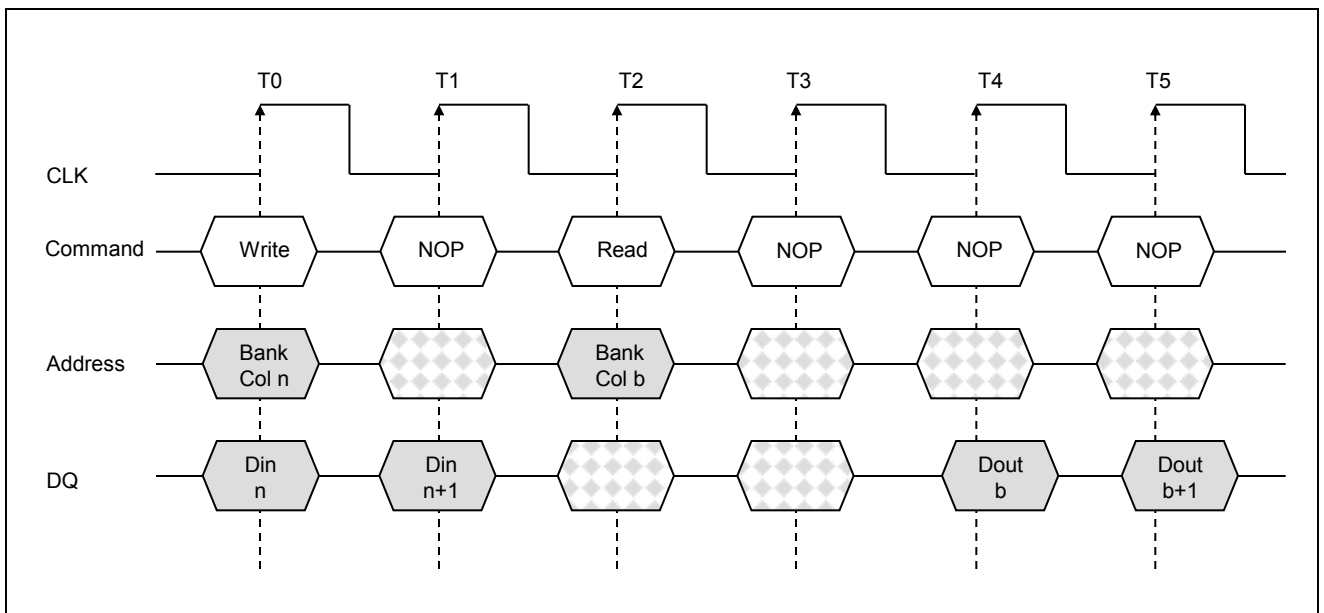 T0 T1 T2 T3 T4 T5
CLK
Command Write NOP Read NOP NOP NOP
Address Bank Bank
Col n Col b
DQ Din Din Dout Dout
n n+1 b b+1